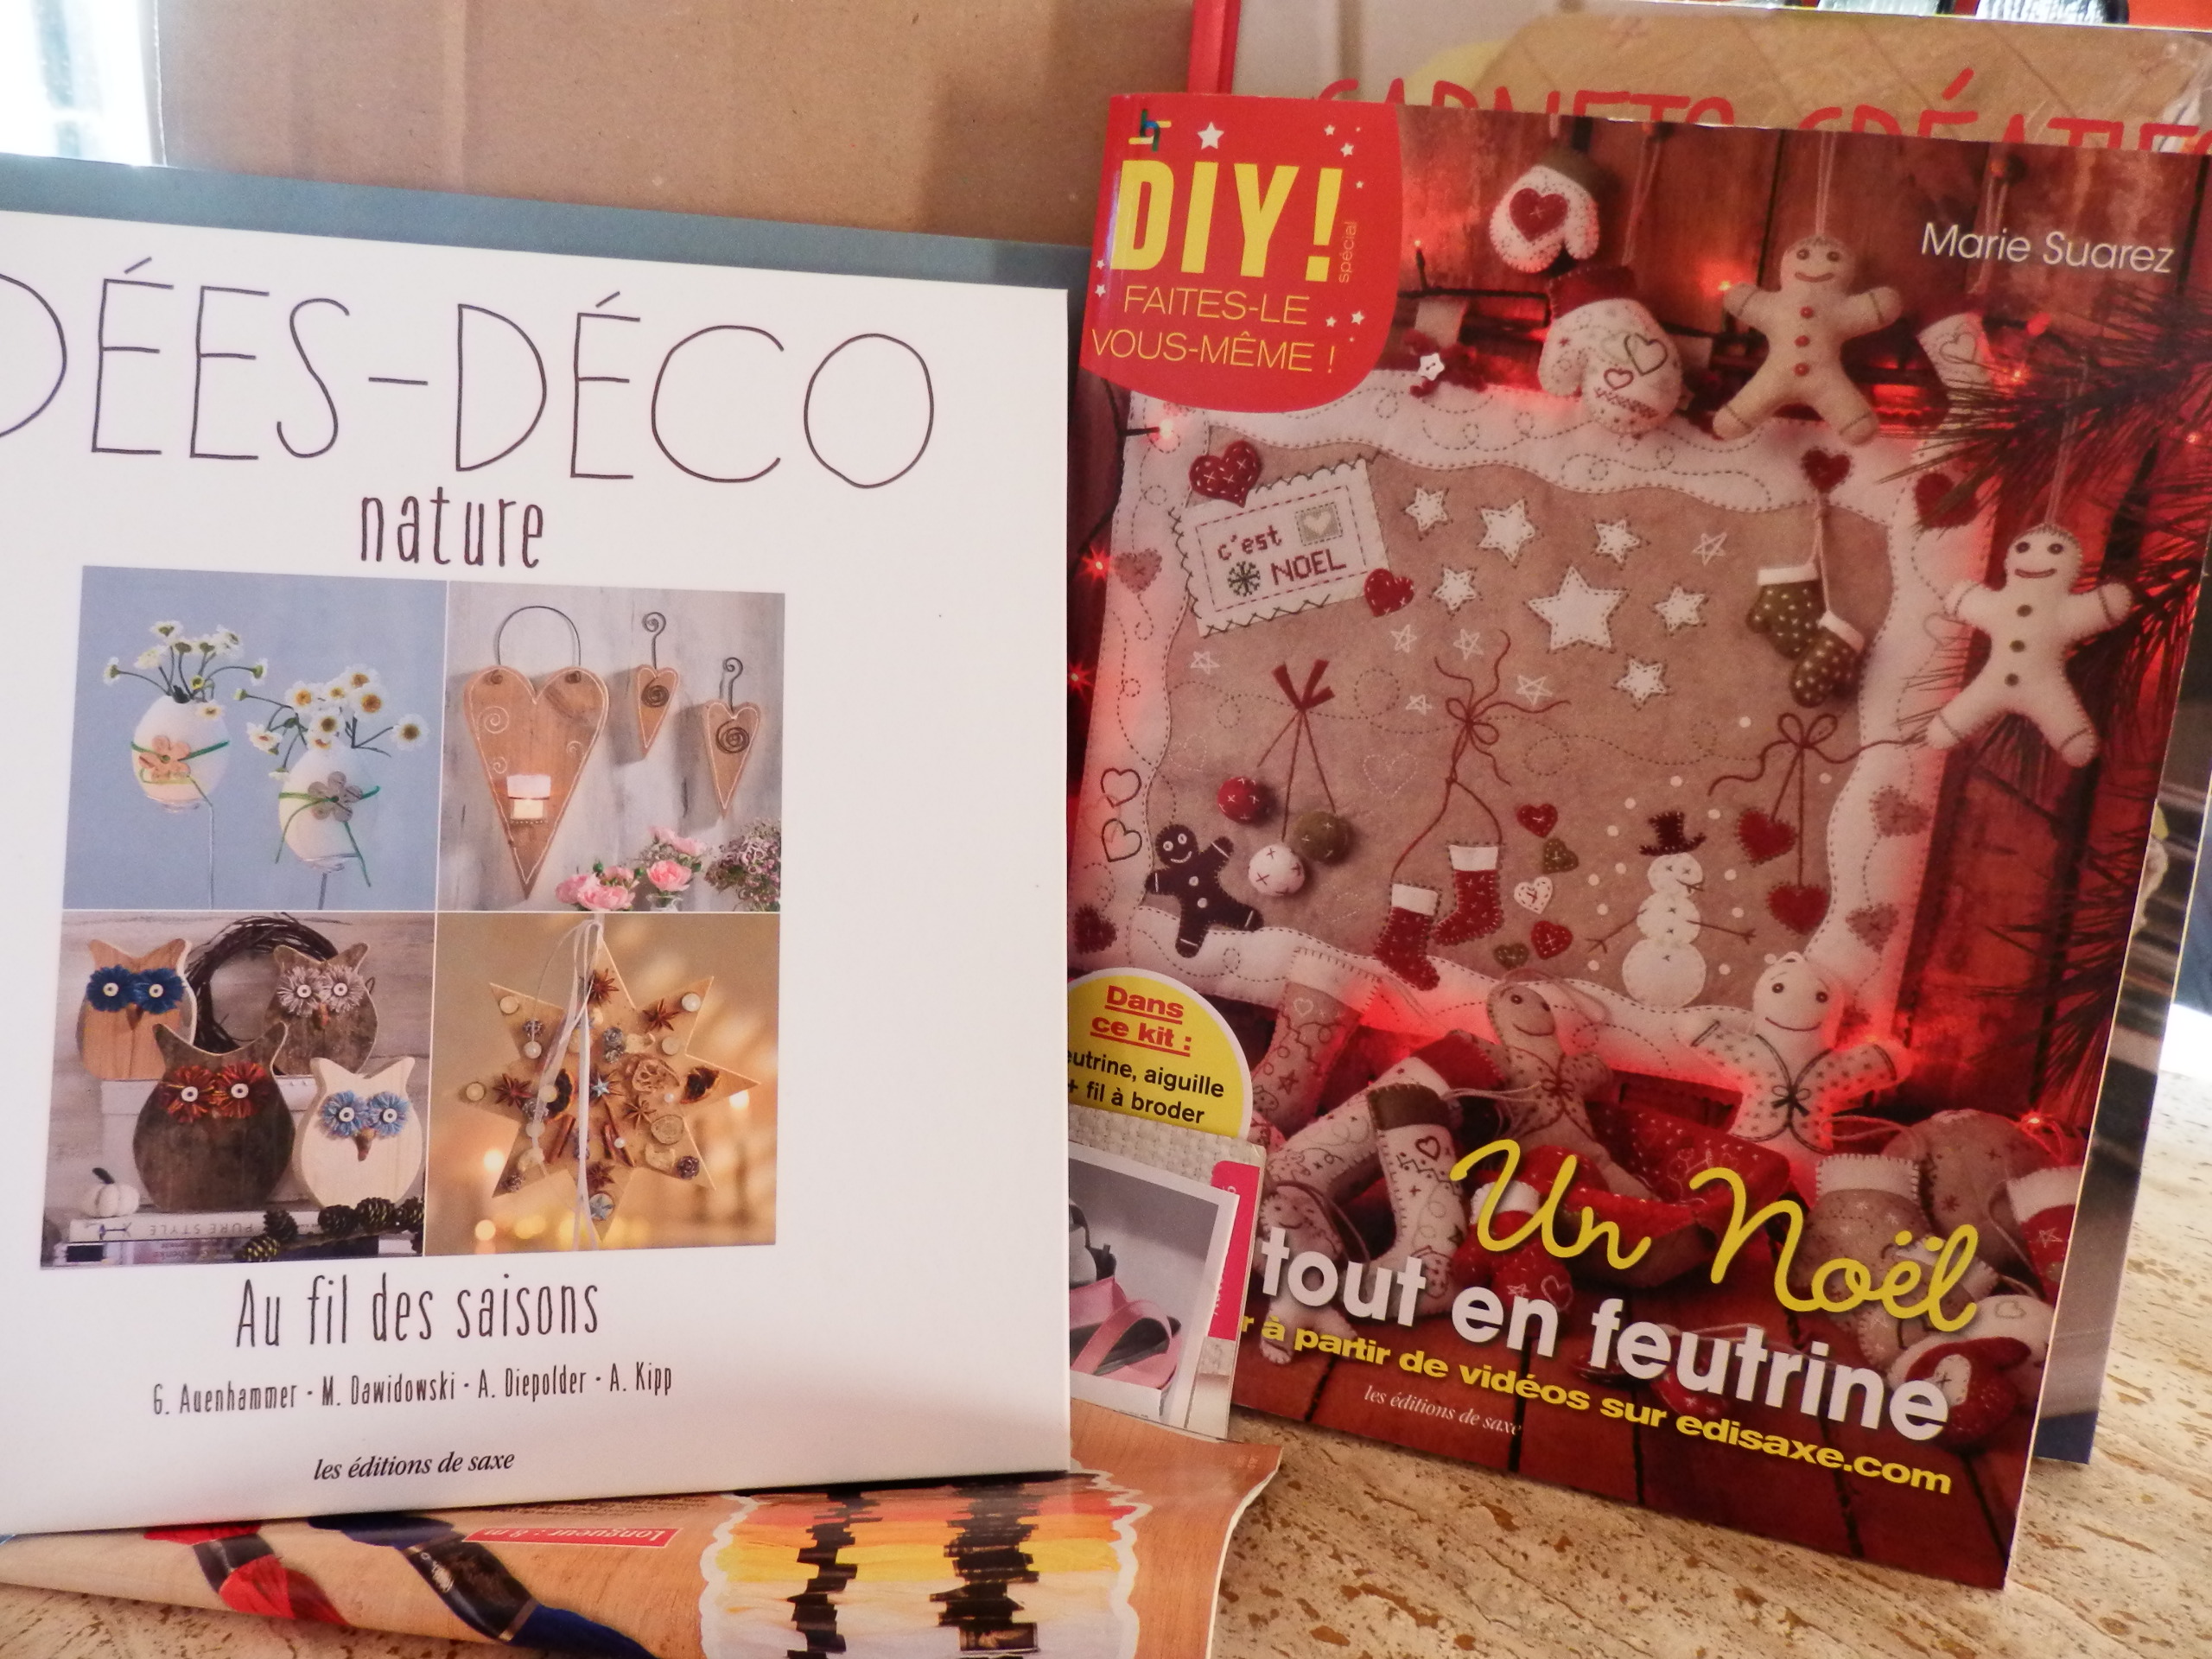 DÉES-DÉCO
nature
Au fil des saisons
G. Auenhammer - M. Dawidowski - A. Diepolder - A. Kipp
les éditions de saxe
Longueur : 8 m
PURE STYLE
CARNETS CRÉATIFS
DIY!
spécial
FAITES-LE
VOUS-MÊME !
Marie Suarez
c'est
NOEL
Dans
ce kit :
eutrine, aiguille
+ fil à broder
Un Noël
tout en feutrine
r à partir de vidéos sur edisaxe.com
les éditions de saxe